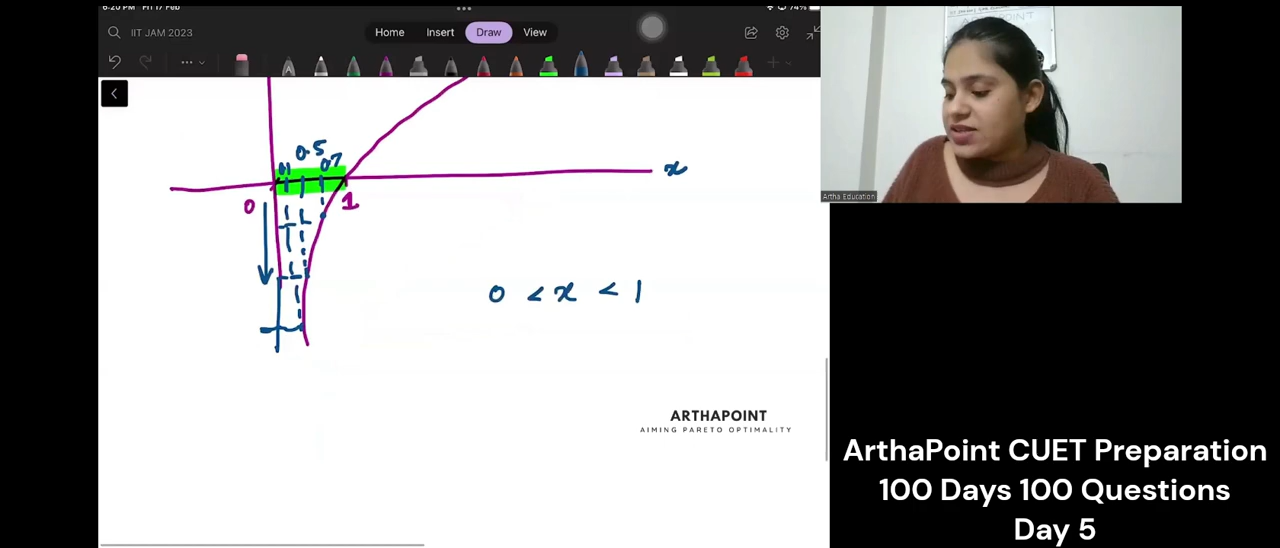 6:20 PM Fri 17 Feb
74%
IIT JAM 2023
Home Insert Draw View
0.5
0.7
x
0
1
0 < x < 1
Artha Education
ARTHAPOINT
AIMING PARETO OPTIMALITY
ArthaPoint CUET Preparation
100 Days 100 Questions
Day 5